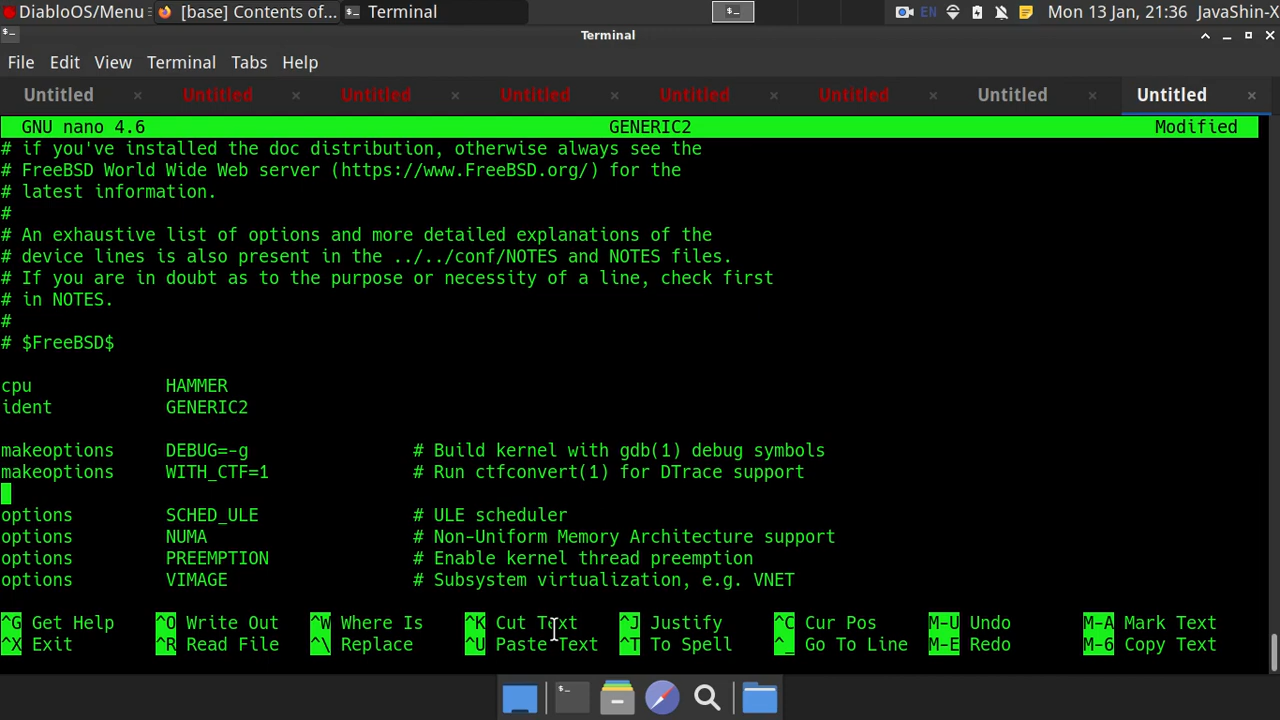 DiabloOS/Menu [base] Contents of... Terminal EN Mon 13 Jan, 21:36 JavaShin-X
Terminal
File Edit View Terminal Tabs Help
Untitled Untitled Untitled Untitled Untitled Untitled Untitled Untitled
GNU nano 4.6 GENERIC2 Modified
# if you've installed the doc distribution, otherwise always see the
# FreeBSD World Wide Web server (https://www.FreeBSD.org/) for the
# latest information.
#
# An exhaustive list of options and more detailed explanations of the
# device lines is also present in the ../../conf/NOTES and NOTES files.
# If you are in doubt as to the purpose or necessity of a line, check first
# in NOTES.
#
# $FreeBSD$
cpu HAMMER
ident GENERIC2
makeoptions DEBUG=-g # Build kernel with gdb(1) debug symbols
makeoptions WITH_CTF=1 # Run ctfconvert(1) for DTrace support
options SCHED_ULE # ULE scheduler
options NUMA # Non-Uniform Memory Architecture support
options PREEMPTION # Enable kernel thread preemption
options VIMAGE # Subsystem virtualization, e.g. VNET
^G Get Help ^O Write Out ^W Where Is ^K Cut Text ^J Justify ^C Cur Pos M-U Undo M-A Mark Text
^X Exit ^R Read File ^\ Replace ^U Paste Text ^T To Spell ^_ Go To Line M-E Redo M-6 Copy Text